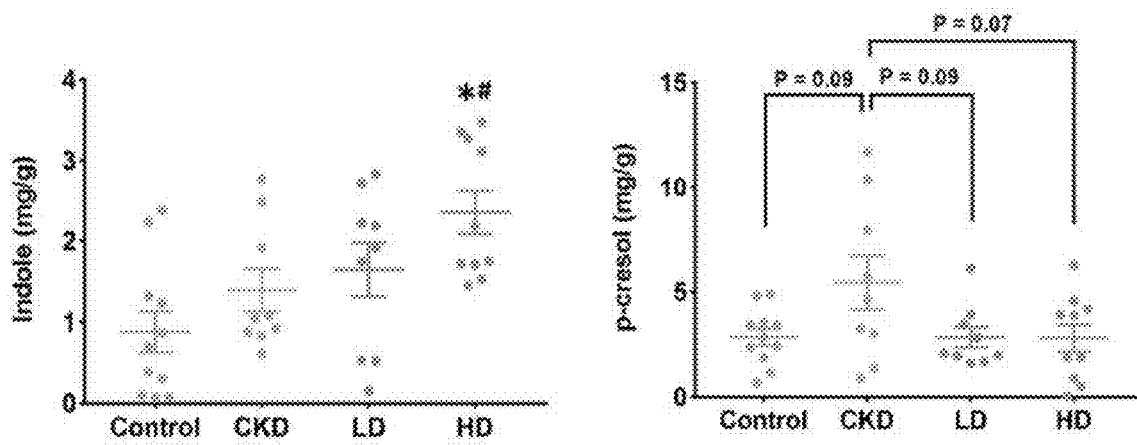 P = 0.07
P = 0.09
P = 0.09
*#
4
3
2
1
0
Indole (mg/g)
Control CKD LD HD
15
10
5
0
p-cresol (mg/g)
Control CKD LD HD